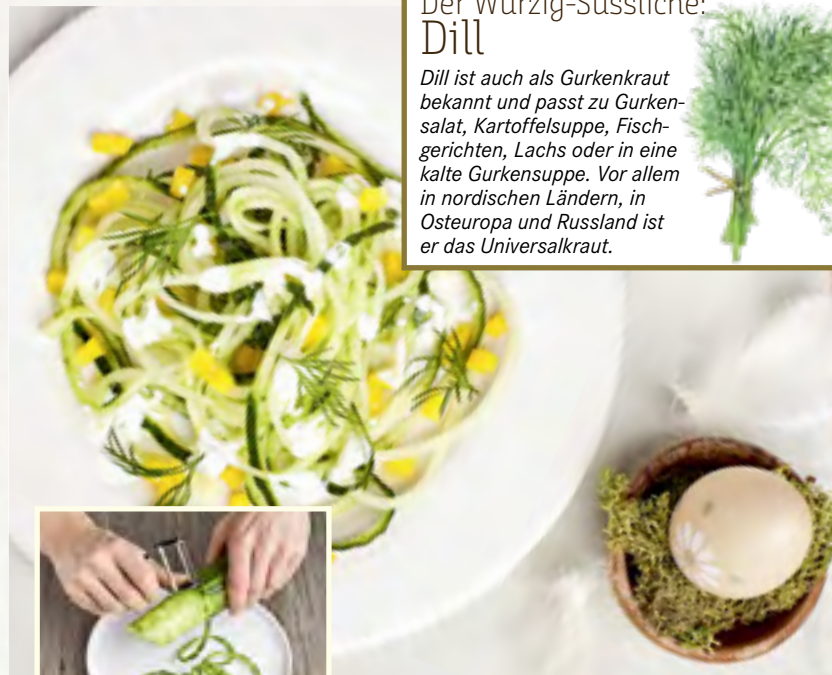 Der Würzig-Süssliche:
Dill
Dill ist auch als Gurkenkraut
bekannt und passt zu Gurken-
salat, Kartoffelsuppe, Fisch-
gerichten, Lachs oder in eine
kalte Gurkensuppe. Vor allem
in nordischen Ländern, in
Osteuropa und Russland ist
er das Universalkraut.